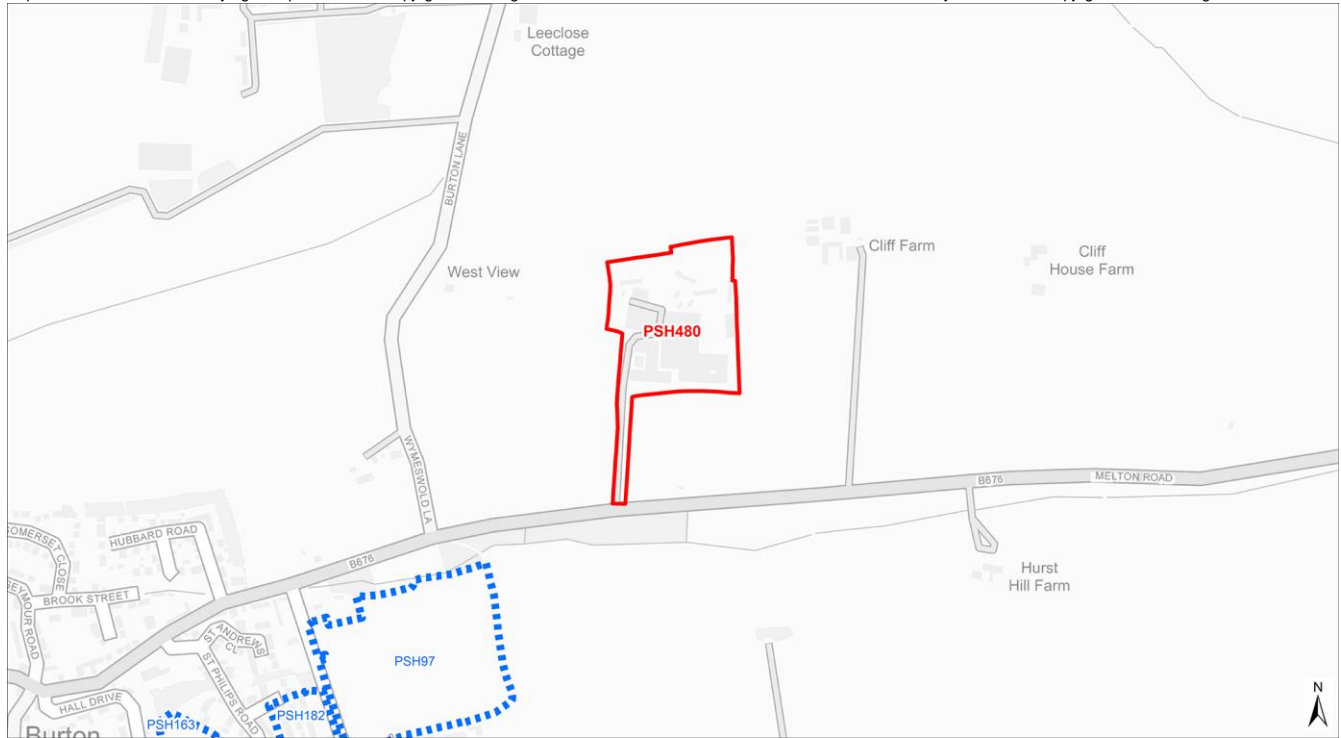 Leeclose
Cottage
BURTON LANE
Cliff Farm
Cliff
House Farm
West View
PSH480
WYMESWOLD LA
B676
MELTON ROAD
SOMERSET CLOSE
HUBBARD ROAD
B676
Hurst
Hill Farm
SEYMOUR ROAD
BROOK STREET
ST ANDREWS
CL
PSH97
ST PHILIPS ROAD
HALL DRIVE
PSH163
PSH182
Burton
N